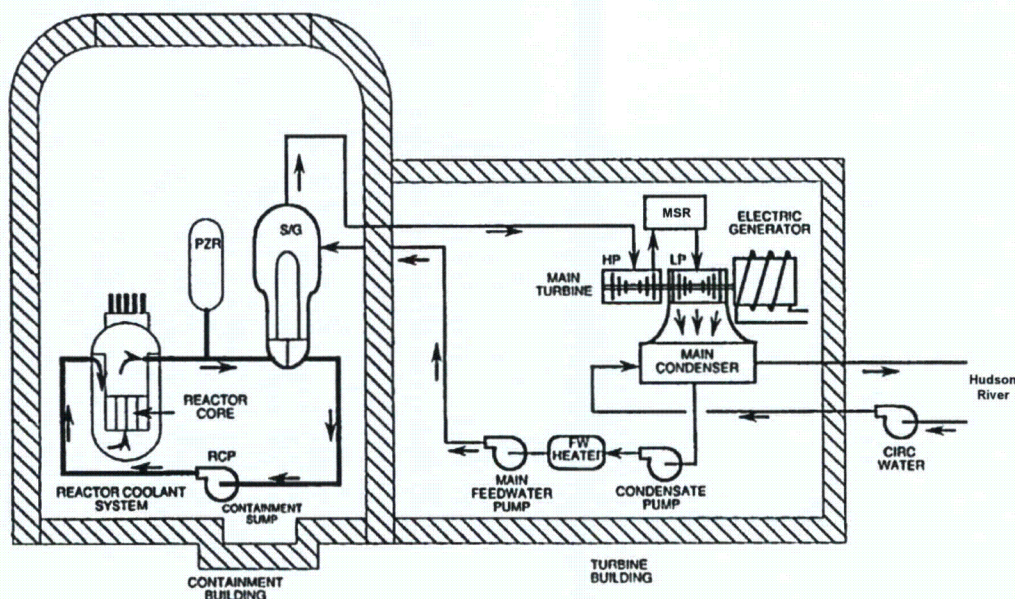 PZR
S/G
REACTOR
CORE
RCP
REACTOR COOLANT
SYSTEM
CONTAINMENT
SUMP
CONTAINMENT
BUILDING
MSR
ELECTRIC
GENERATOR
HP
LP
MAIN
TURBINE
MAIN
CONDENSER
Hudson
River
CIRC
WATER
FW
HEATER
MAIN
FEEDWATER
PUMP
CONDENSATE
PUMP
TURBINE
BUILDING